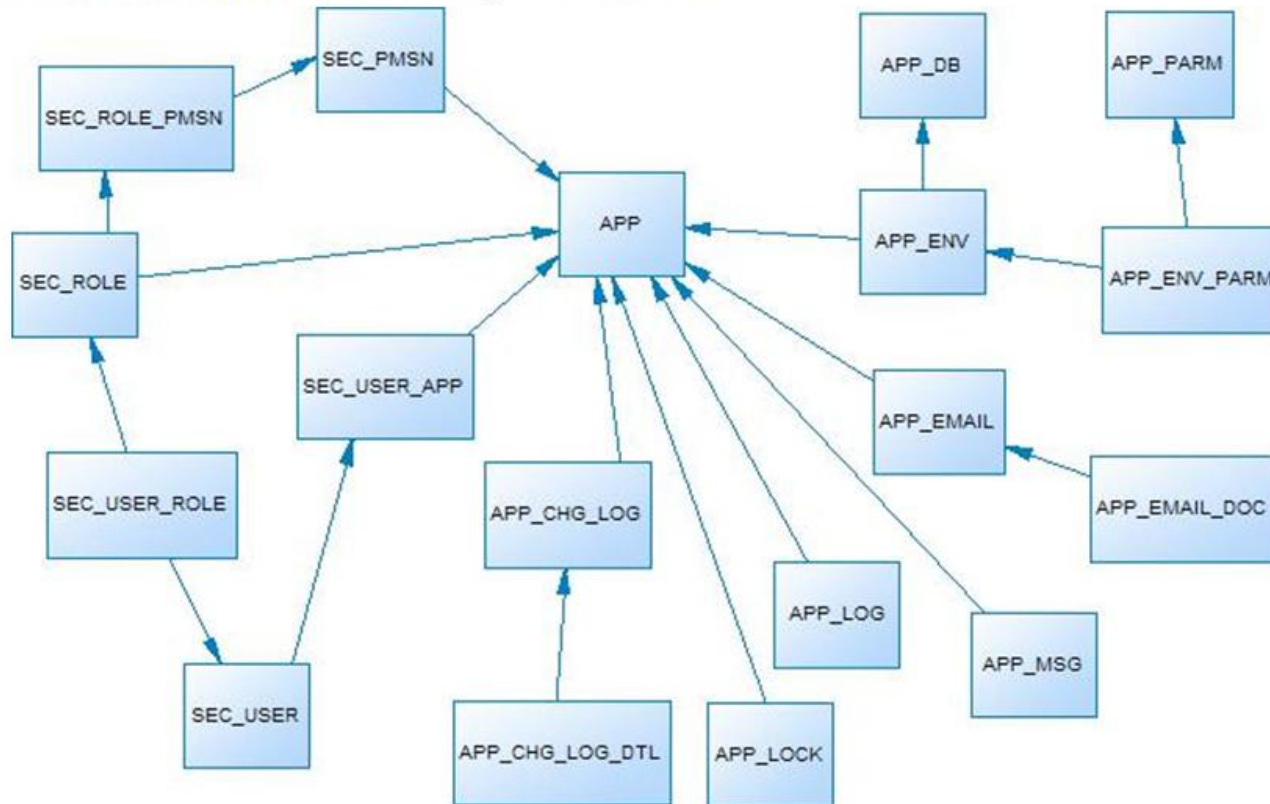 SEC_PMSN
APP_DB
APP_PARM
SEC_ROLE_PMSN
APP
APP_ENV
APP_ENV_PARM
SEC_ROLE
SEC_USER_APP
APP_EMAIL
SEC_USER_ROLE
APP_CHG_LOG
APP_EMAIL_DOC
APP_LOG
APP_MSG
SEC_USER
APP_CHG_LOG_DTL
APP_LOCK